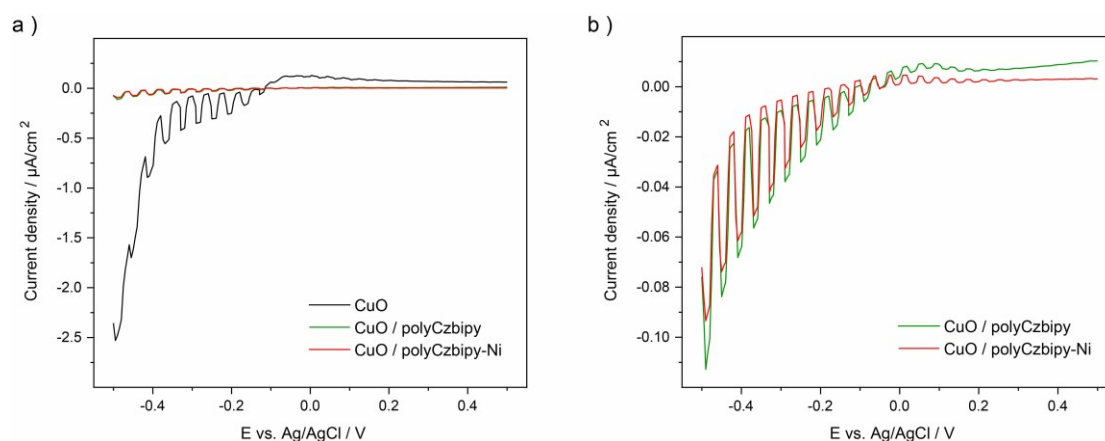 a )
0.0
-0.5
-1.0
-1.5
-2.0
-2.5
Current density / µA/cm²
CuO
CuO / polyCzbipy
CuO / polyCzbipy-Ni
-0.4
-0.2
0.0
0.2
0.4
E vs. Ag/AgCl / V
b )
0.00
-0.02
-0.04
-0.06
-0.08
-0.10
Current density / µA/cm²
CuO / polyCzbipy
CuO / polyCzbipy-Ni
-0.4
-0.2
0.0
0.2
0.4
E vs. Ag/AgCl / V